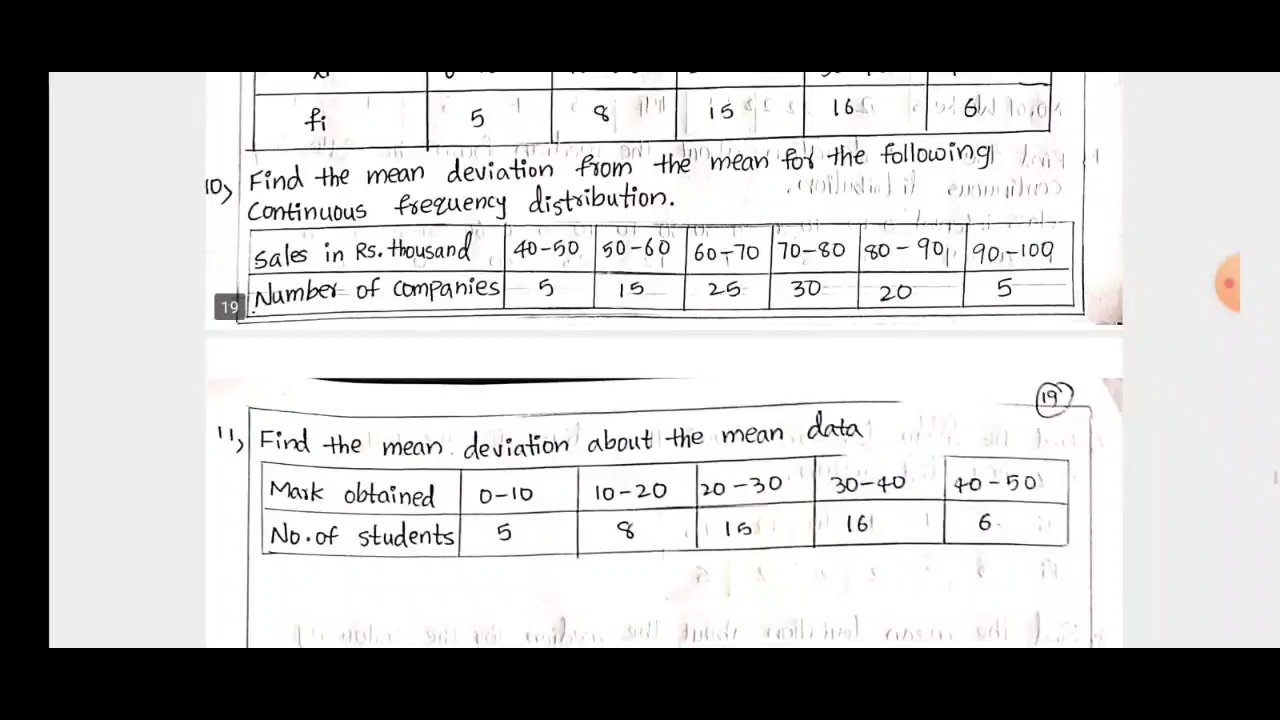 fi 5 8 15 16 6
10) Find the mean deviation from the mean for the following
continuous frequency distribution.
Sales in Rs. thousand 40-50 50-60 60-70 70-80 80-90 90-100
Number of companies 5 15 25 30 20 5
19
19
11) Find the mean deviation about the mean data
Mark obtained 0-10 10-20 20-30 30-40 40-50
No. of students 5 8 15 16 6